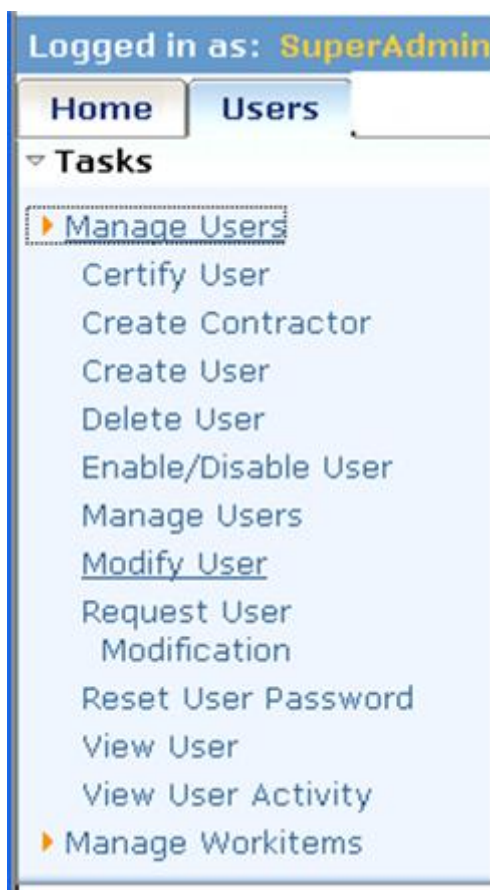 Logged in as: SuperAdmin
Home Users
Tasks
Manage Users
Certify User
Create Contractor
Create User
Delete User
Enable/Disable User
Manage Users
Modify User
Request User
Modification
Reset User Password
View User
View User Activity
Manage Workitems